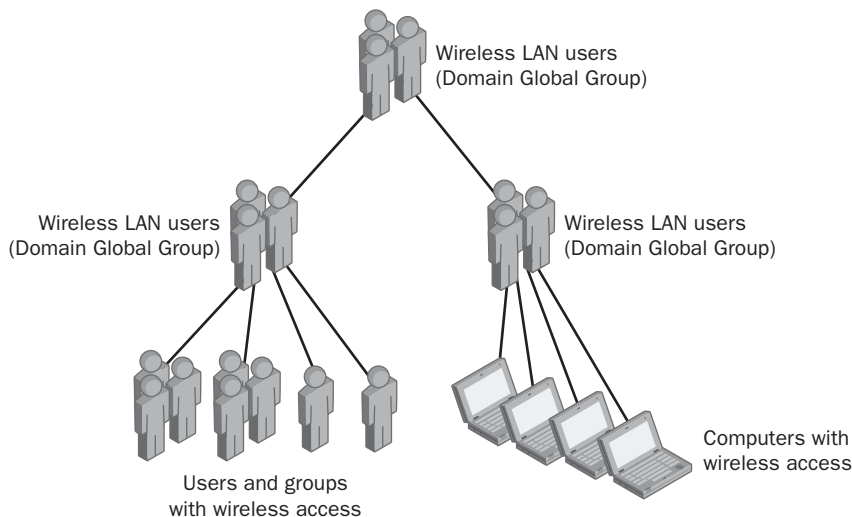 Wireless LAN users
(Domain Global Group)
Wireless LAN users
(Domain Global Group)
Wireless LAN users
(Domain Global Group)
Users and groups
with wireless access
Computers with
wireless access